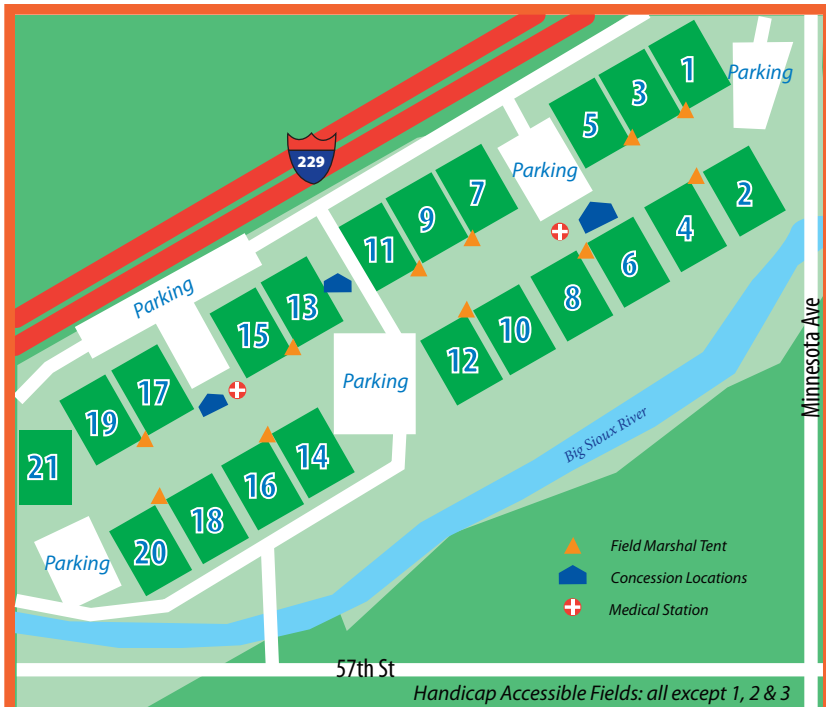 1
Parking
3
5
229
Parking
7
2
9
4
11
6
13
Parking
8
15
10
Minnesota Ave
12
Parking
17
19
Big Sioux River
14
21
16
18
20
Parking
Field Marshal Tent
Concession Locations
Medical Station
57th St
Handicap Accessible Fields: all except 1, 2 & 3